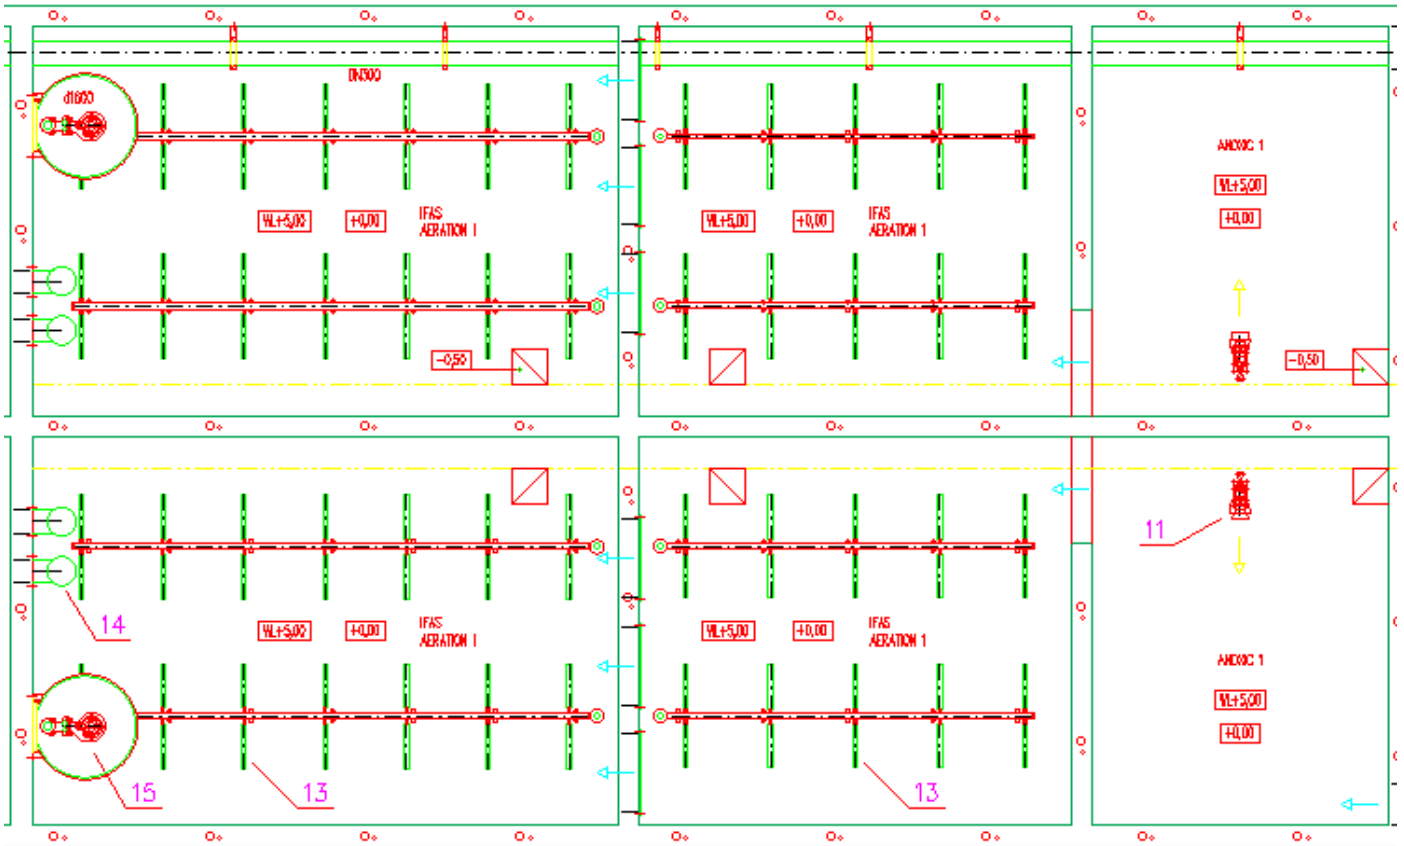 DN500
d1600
ANOXIC 1
WL+5,00
+0,00
IFAS
AERATION 1
WL+5,00
+0,00
IFAS
AERATION 1
WL+5,00
+0,00
-0,50
-0,50
11
14
WL+5,00
+0,00
IFAS
AERATION 1
WL+5,00
+0,00
IFAS
AERATION 1
ANOXIC 1
WL+5,00
+0,00
15
13
13